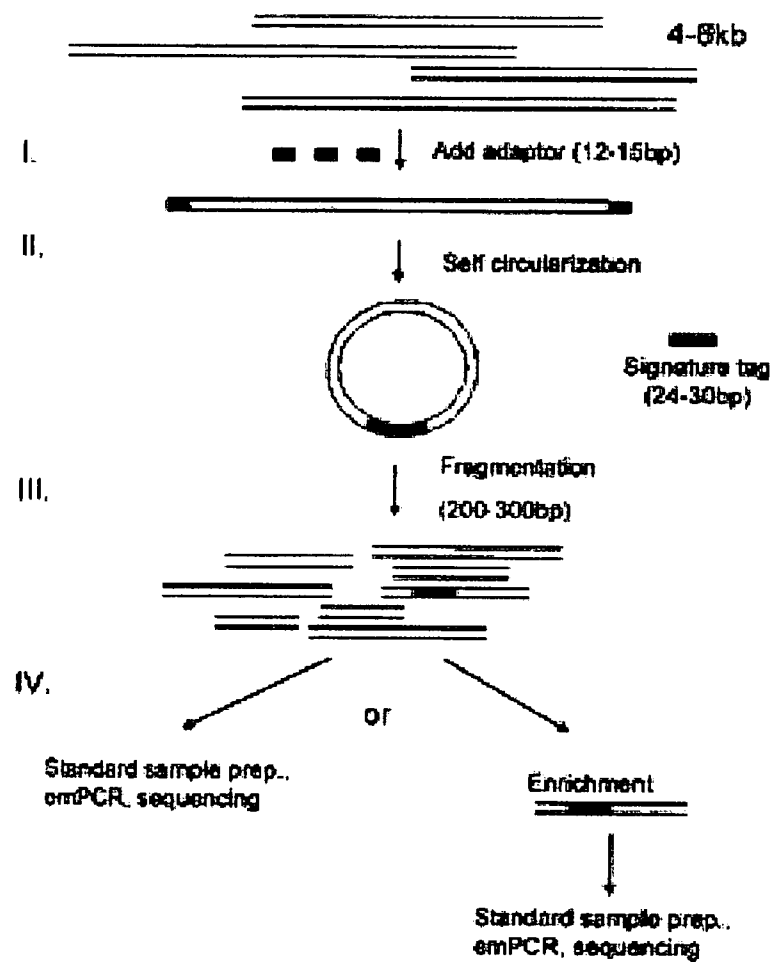 4-8kb
I.
Add adaptor (12-15bp)
II.
Self circularization
Signature tag
(24-30bp)
Fragmentation
III.
(200-300bp)
IV.
or
Standard sample prep.,
emPCR, sequencing
Enrichment
Standard sample prep.,
emPCR, sequencing